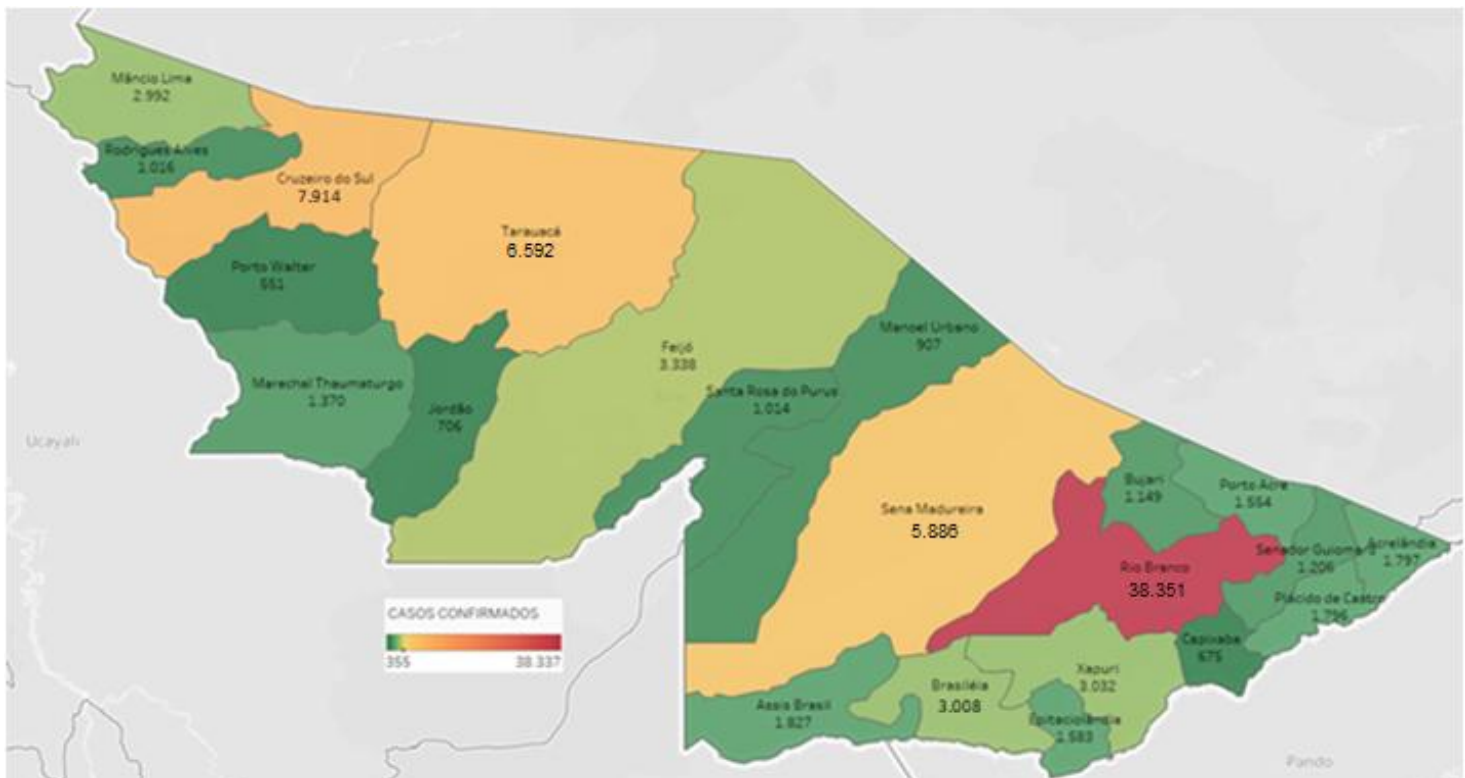 Mâncio Lima
2.992
Rodrigues Alves
1.016
Cruzeiro do Sul
7.914
Tarauacá
6.592
Porto Walter
551
Feijó
3.338
Manoel Urbano
907
Marechal Thaumaturgo
1.370
Jordão
706
Santa Rosa do Purus
1.014
Ucayali
Sena Madureira
5.886
Bujari
1.149
Porto Acre
1.554
Senador Guiomard
1.206
Acrelândia
1.797
Rio Branco
38.351
Plácido de Castro
1.796
CASOS CONFIRMADOS
355
38.337
Capixaba
675
Xapuri
3.032
Brasiléia
3.008
Assis Brasil
1.827
Epitaciolândia
1.583
Pando